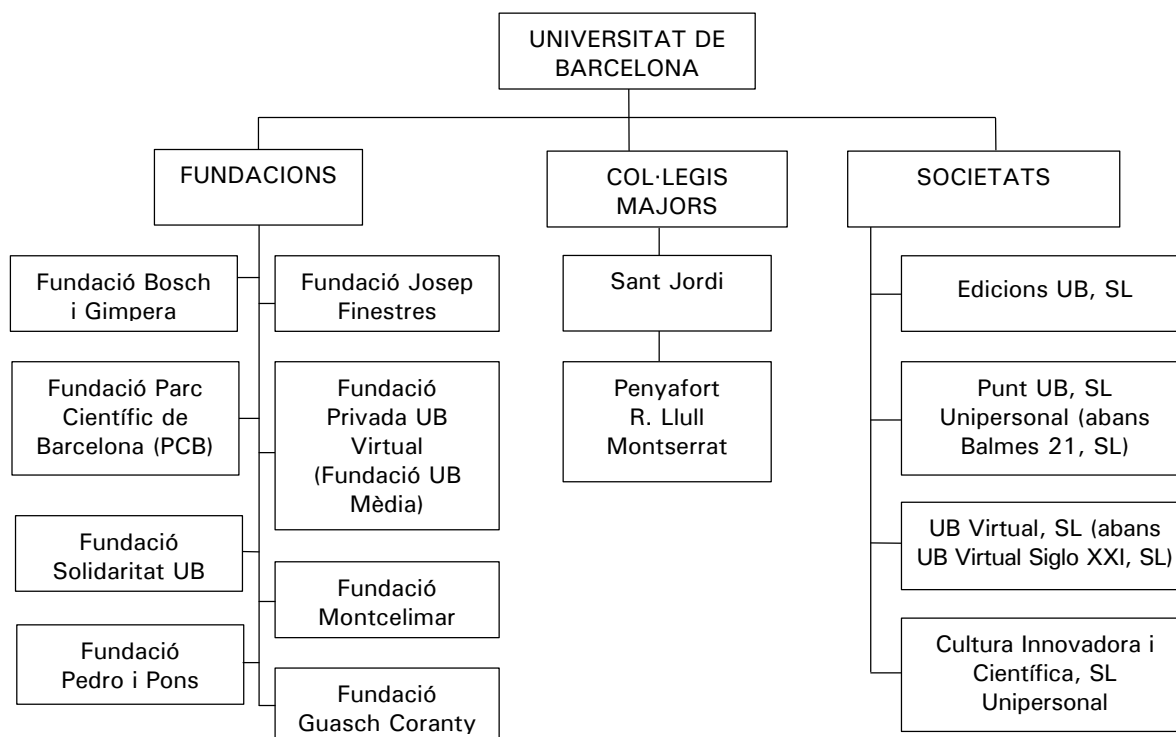 UNIVERSITAT DE
BARCELONA
FUNDACIONS
COL·LEGIS
MAJORS
SOCIETATS
Fundació Bosch
i Gimpera
Fundació Josep
Finestres
Sant Jordi
Edicions UB, SL
Fundació Parc
Científic de
Barcelona (PCB)
Fundació
Privada UB
Virtual
(Fundació UB
Mèdia)
Penyafort
R. Llull
Montserrat
Punt UB, SL
Unipersonal (abans
Balmes 21, SL)
Fundació
Solidaritat UB
UB Virtual, SL (abans
UB Virtual Siglo XXI, SL)
Fundació
Montcelimar
Fundació
Pedro i Pons
Cultura Innovadora i
Científica, SL
Unipersonal
Fundació
Guasch Coranty